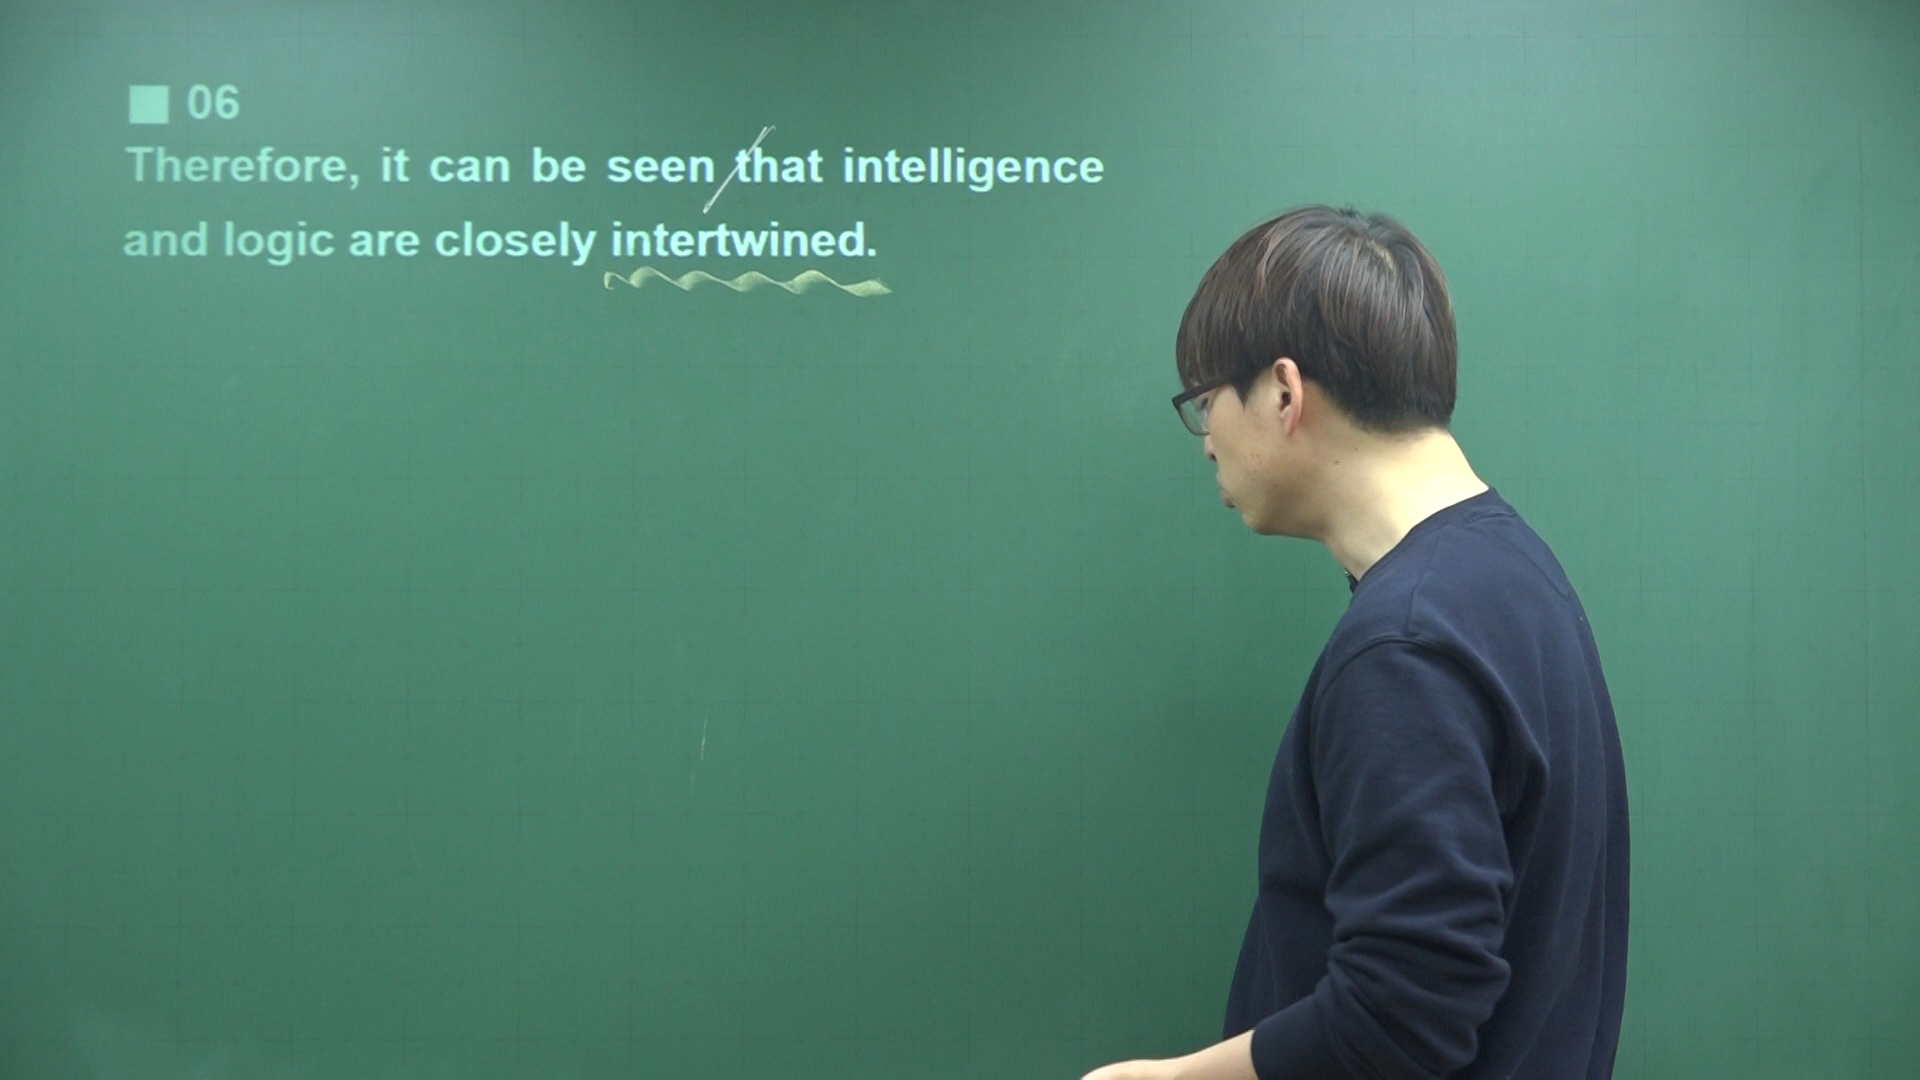 ■ 06
Therefore, it can be seen that intelligence
and logic are closely intertwined.